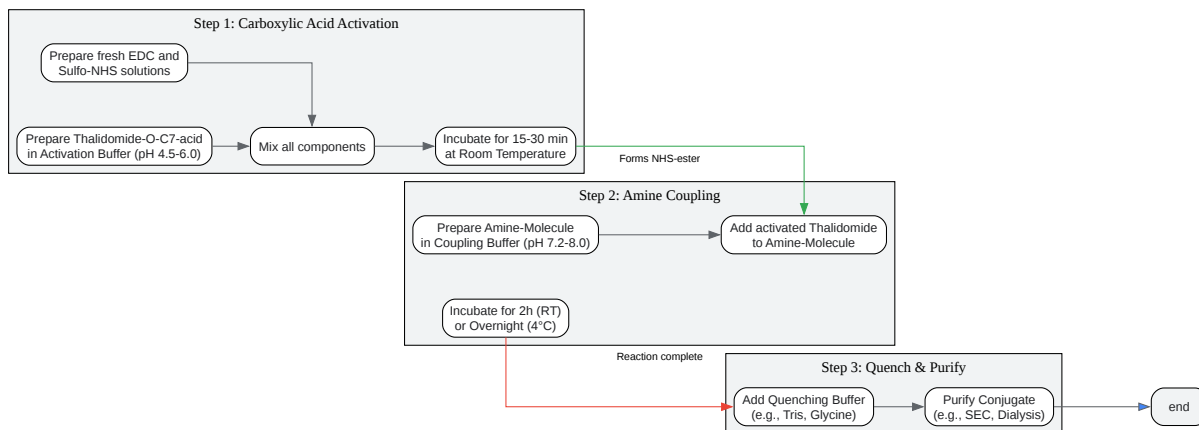 Step 1: Carboxylic Acid Activation
Prepare fresh EDC and
Sulfo-NHS solutions
Prepare Thalidomide-O-C7-acid
in Activation Buffer (pH 4.5-6.0)
Mix all components
Incubate for 15-30 min
at Room Temperature
Forms NHS-ester
Step 2: Amine Coupling
Prepare Amine-Molecule
in Coupling Buffer (pH 7.2-8.0)
Add activated Thalidomide
to Amine-Molecule
Incubate for 2h (RT)
or Overnight (4°C)
Reaction complete
Step 3: Quench & Purify
Add Quenching Buffer
(e.g., Tris, Glycine)
Purify Conjugate
(e.g., SEC, Dialysis)
end